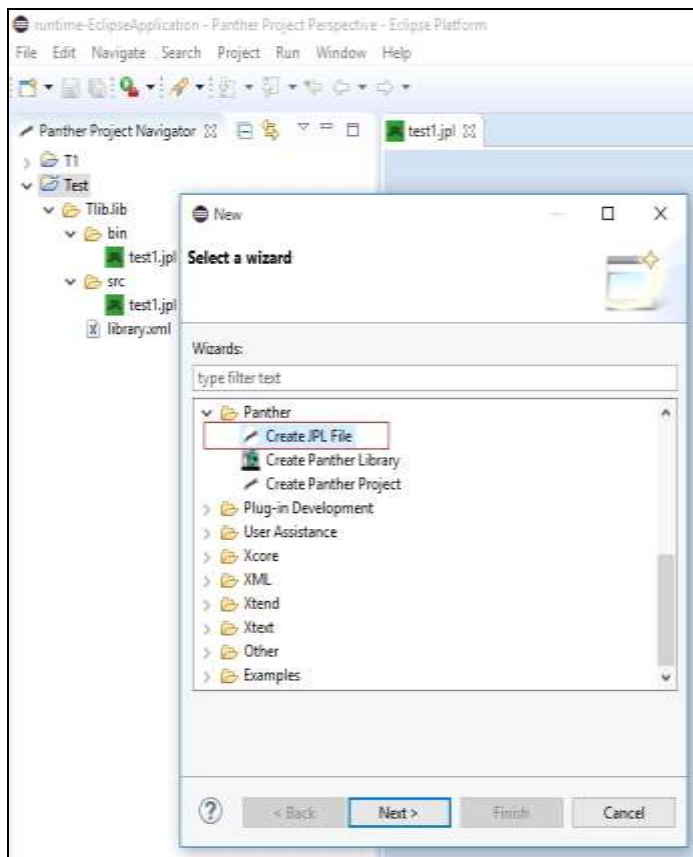 runtime-EclipseApplication - Panther Project Perspective - Eclipse Platform
File Edit Navigate Search Project Run Window Help
Panther Project Navigator
test1.jpl
T1
Test
Tlib.lib
bin
test1.jpl
src
test1.jpl
library.xml
New
Select a wizard
Wizards:
type filter text
Panther
Create JPL File
Create Panther Library
Create Panther Project
Plug-in Development
User Assistance
Xcore
XML
Xtend
Xtext
Other
Examples
? < Back Next > Finish Cancel